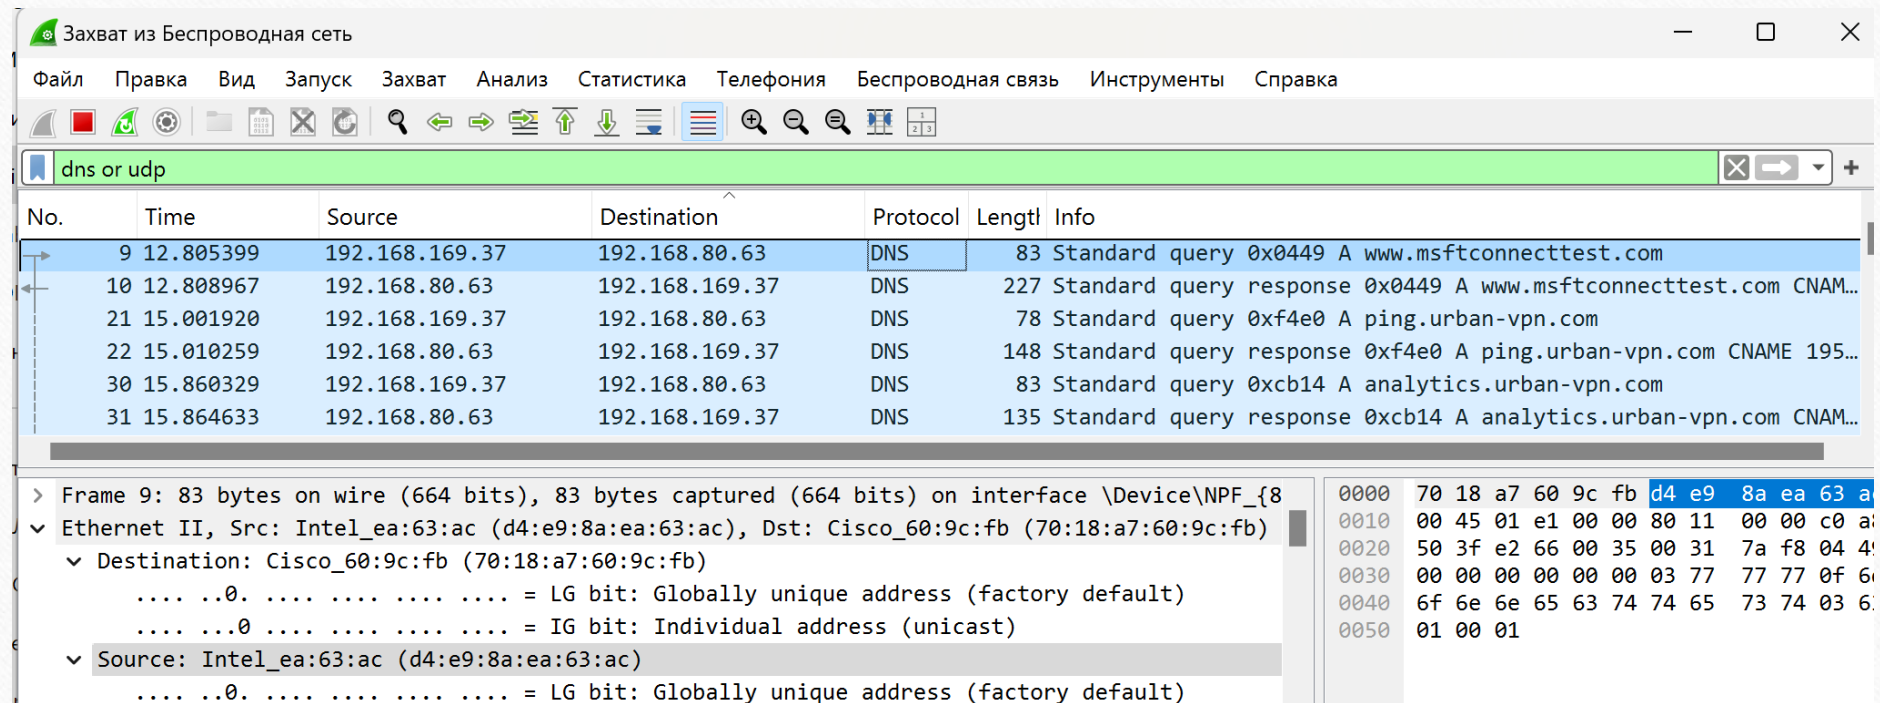 Захват из Беспроводная сеть
Файл Правка Вид Запуск Захват Анализ Статистика Телефония Беспроводная связь Инструменты Справка
dns or udp
No. Time Source Destination Protocol Length Info
9 12.805399 192.168.169.37 192.168.80.63 DNS 83 Standard query 0x0449 A www.msftconnecttest.com
10 12.808967 192.168.80.63 192.168.169.37 DNS 227 Standard query response 0x0449 A www.msftconnecttest.com CNAM…
21 15.001920 192.168.169.37 192.168.80.63 DNS 78 Standard query 0xf4e0 A ping.urban-vpn.com
22 15.010259 192.168.80.63 192.168.169.37 DNS 148 Standard query response 0xf4e0 A ping.urban-vpn.com CNAME 195…
30 15.860329 192.168.169.37 192.168.80.63 DNS 83 Standard query 0xcb14 A analytics.urban-vpn.com
31 15.864633 192.168.80.63 192.168.169.37 DNS 135 Standard query response 0xcb14 A analytics.urban-vpn.com CNAM…
Frame 9: 83 bytes on wire (664 bits), 83 bytes captured (664 bits) on interface \Device\NPF_{8
Ethernet II, Src: Intel_ea:63:ac (d4:e9:8a:ea:63:ac), Dst: Cisco_60:9c:fb (70:18:a7:60:9c:fb)
Destination: Cisco_60:9c:fb (70:18:a7:60:9c:fb)
.... ..0. .... .... .... .... = LG bit: Globally unique address (factory default)
.... ...0 .... .... .... .... = IG bit: Individual address (unicast)
Source: Intel_ea:63:ac (d4:e9:8a:ea:63:ac)
.... ..0. .... .... .... .... = LG bit: Globally unique address (factory default)
0000 70 18 a7 60 9c fb d4 e9 8a ea 63
0010 00 45 01 e1 00 00 80 11 00 00 c0
0020 50 3f e2 66 00 35 00 31 7a f8 04
0030 00 00 00 00 00 00 03 77 77 77 0f
0040 6f 6e 6e 65 63 74 74 65 73 74 03
0050 01 00 01